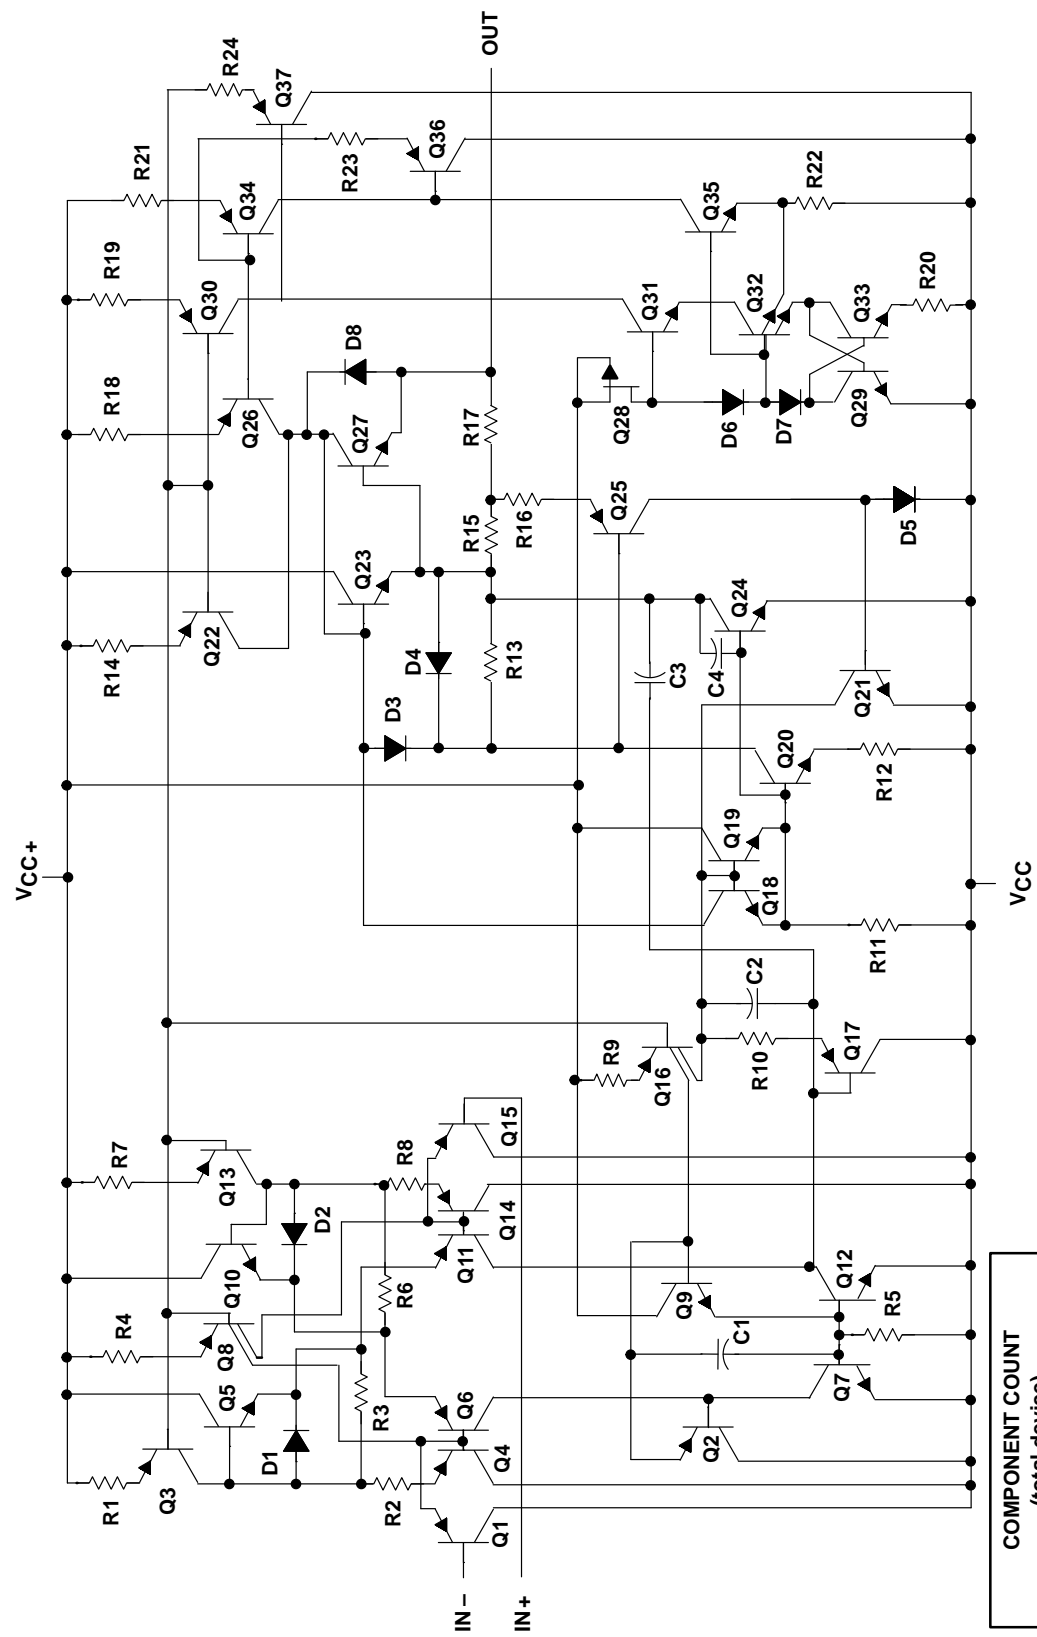 VCC+
R1
R4
R7
R14
R18
R19
R21
R24
Q3
Q5
Q8
Q10
Q13
Q22
Q26
Q30
Q34
Q37
D1
D2
R2
R3
R6
R8
D3
D4
Q23
Q27
D8
R23
Q36
IN–
Q1
Q4
Q6
Q11
Q14
Q15
R13
R15
R17
OUT
IN+
R16
R9
Q25
Q28
Q31
Q2
Q9
Q16
C3
C4
Q24
D6
Q35
C1
R10
C2
Q18
Q19
Q20
D7
Q32
Q7
Q12
R5
Q17
R11
R12
Q21
D5
Q29
Q33
R22
R20
VCC
COMPONENT COUNT
(total device)